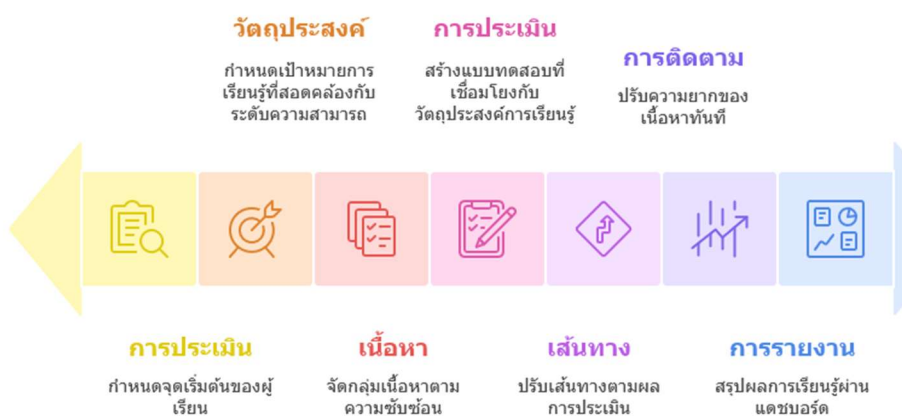 วัตถุประสงค์
กำหนดเป้าหมายการ
เรียนรู้ที่สอดคล้องกับ
ระดับความสามารถ
การประเมิน
สร้างแบบทดสอบที่
เชื่อมโยงกับ
วัตถุประสงค์การเรียนรู้
การติดตาม
ปรับความยากของ
เนื้อหาทันที
การประเมิน
กำหนดจุดเริ่มต้นของผู้
เรียน
เนื้อหา
จัดกลุ่มเนื้อหาตาม
ความซับซ้อน
เส้นทาง
ปรับเส้นทางตามผล
การประเมิน
การรายงาน
สรุปผลการเรียนรู้ผ่าน
แดชบอร์ด